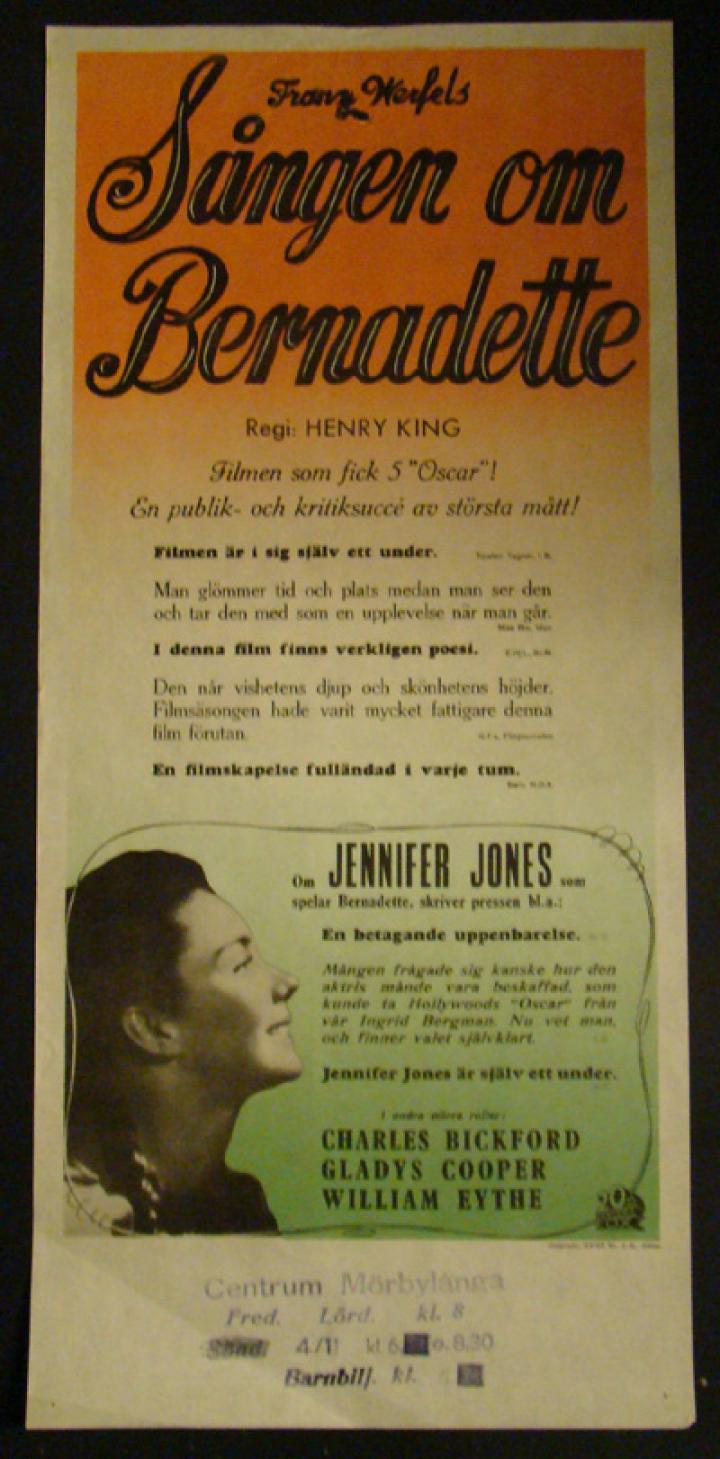 Franz Werfels
Sången om
Bernadette
Regi: HENRY KING
Filmen som fick 5 "Oscar"!
En publik- och kritiksuccé av största mått!
Filmen är i sig själv ett under.
Man glömmer tid och plats medan man ser den
och tar den med som en upplevelse när man går.
I denna film finns verkligen poesi.
Den når vishetens djup och skönhetens höjder.
Filmsäsongen hade varit mycket fattigare denna
film förutan.
En filmskapelse fulländad i varje tum.
Om JENNIFER JONES som
spelar Bernadette, skriver pressen bl.a.:
En betagande uppenbarelse.
Mången frågade sig kanske hur den
aktris månde vara beskaffad, som
kunde ta Hollywoods "Oscar" från
vår Ingrid Bergman. Nu vet man,
och finner valet självklart.
Jennifer Jones är själv ett under.
I andra större roller:
CHARLES BICKFORD
GLADYS COOPER
WILLIAM EYTHE
Centrum Mörbylånga
Fred. Lörd. kl. 8
Sönd. 4/11 kl 6 o. 8.30
Barnbilj. kl.